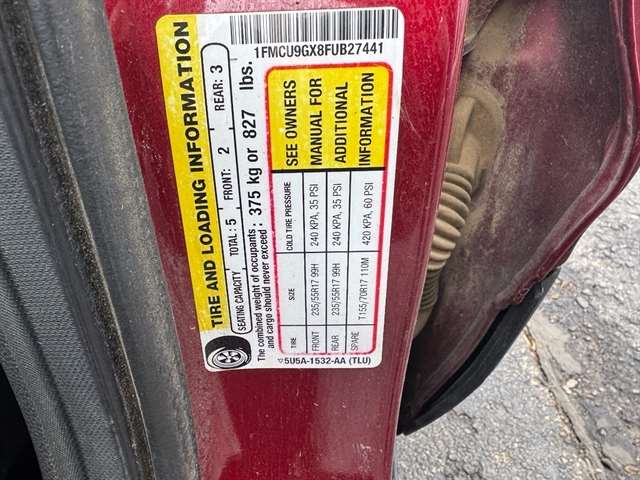 1FMCU9GX8FUB27441
TIRE AND LOADING INFORMATION
SEATING CAPACITY TOTAL : 5 FRONT: 2 REAR: 3
The combined weight of occupants : 375 kg or 827 lbs.
and cargo should never exceed :
TIRE SIZE COLD TIRE PRESSURE SEE OWNERS
FRONT 235/55R17 99H 240 KPA, 35 PSI MANUAL FOR
REAR 235/55R17 99H 240 KPA, 35 PSI ADDITIONAL
SPARE T155/70R17 110M 420 KPA, 60 PSI INFORMATION
5U5A-1532-AA (TLU)